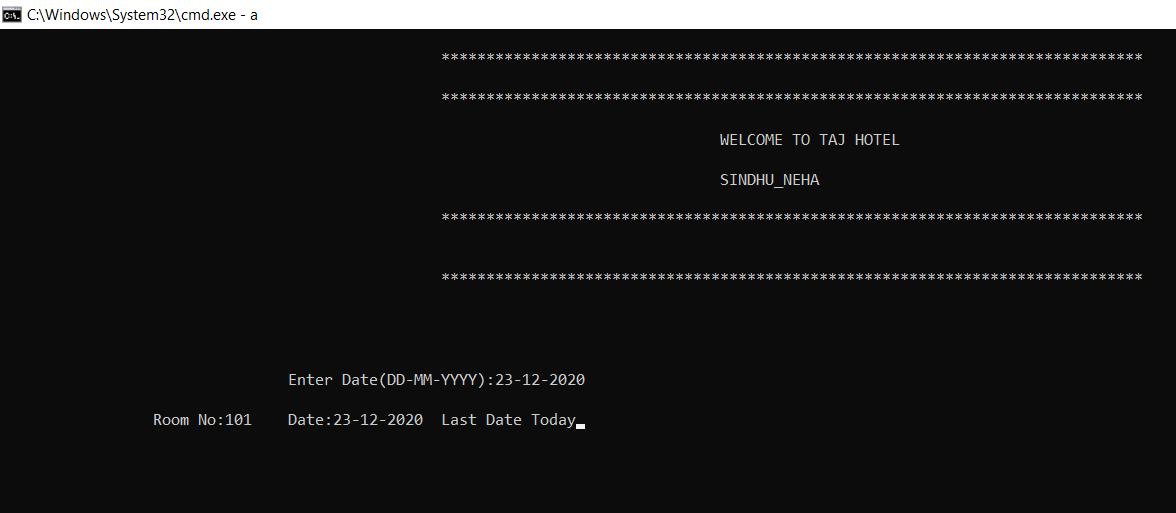 C:\Windows\System32\cmd.exe - a
******************************************************************************
******************************************************************************
WELCOME TO TAJ HOTEL
SINDHU_NEHA
******************************************************************************
******************************************************************************
Enter Date(DD-MM-YYYY):23-12-2020
Room No:101    Date:23-12-2020  Last Date Today